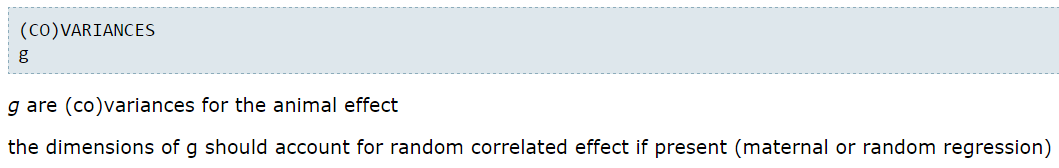 (CO)VARIANCES
g
g are (co)variances for the animal effect
the dimensions of g should account for random correlated effect if present (maternal or random regression)